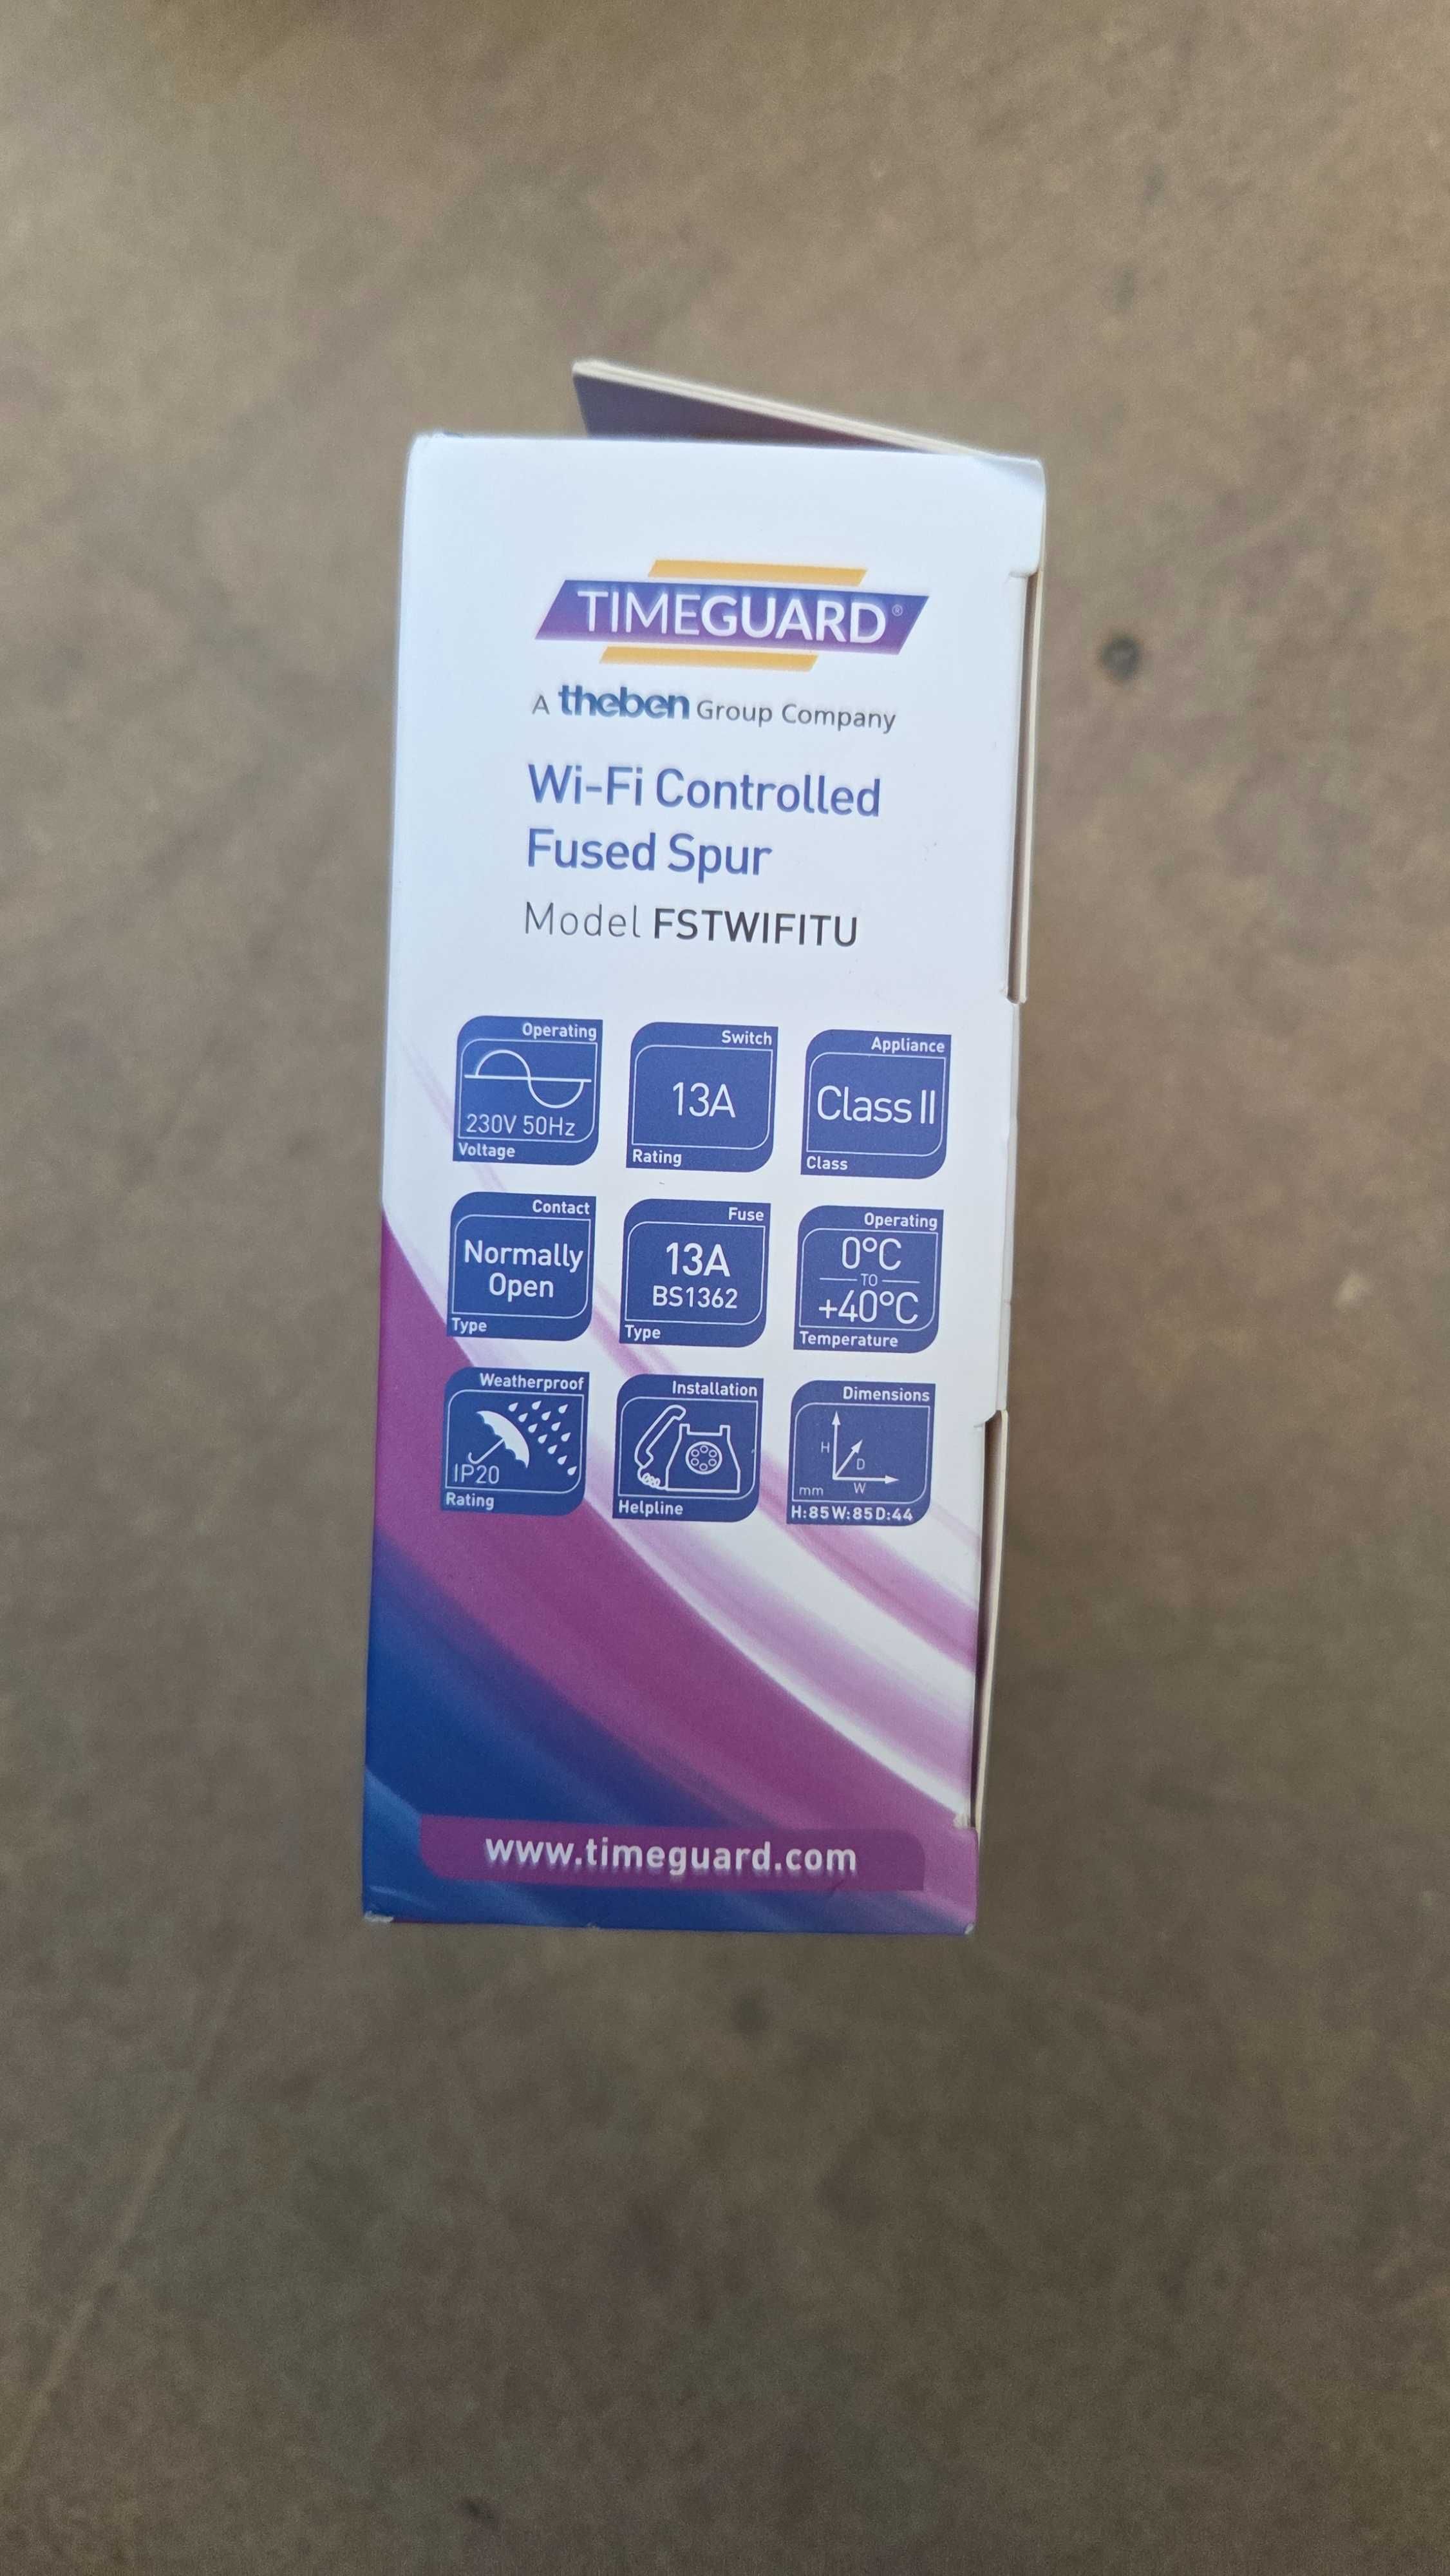 TIMEGUARD®
A theben Group Company
Wi-Fi Controlled
Fused Spur
Model FSTWIFITU
Operating
230V 50Hz
Voltage
Switch
13A
Rating
Appliance
Class II
Class
Contact
Normally
Open
Type
Fuse
13A
BS1362
Type
Operating
0°C
TO
+40°C
Temperature
Weatherproof
IP20
Rating
Installation
Helpline
Dimensions
H
D
mm W
H:85 W:85 D:44
www.timeguard.com